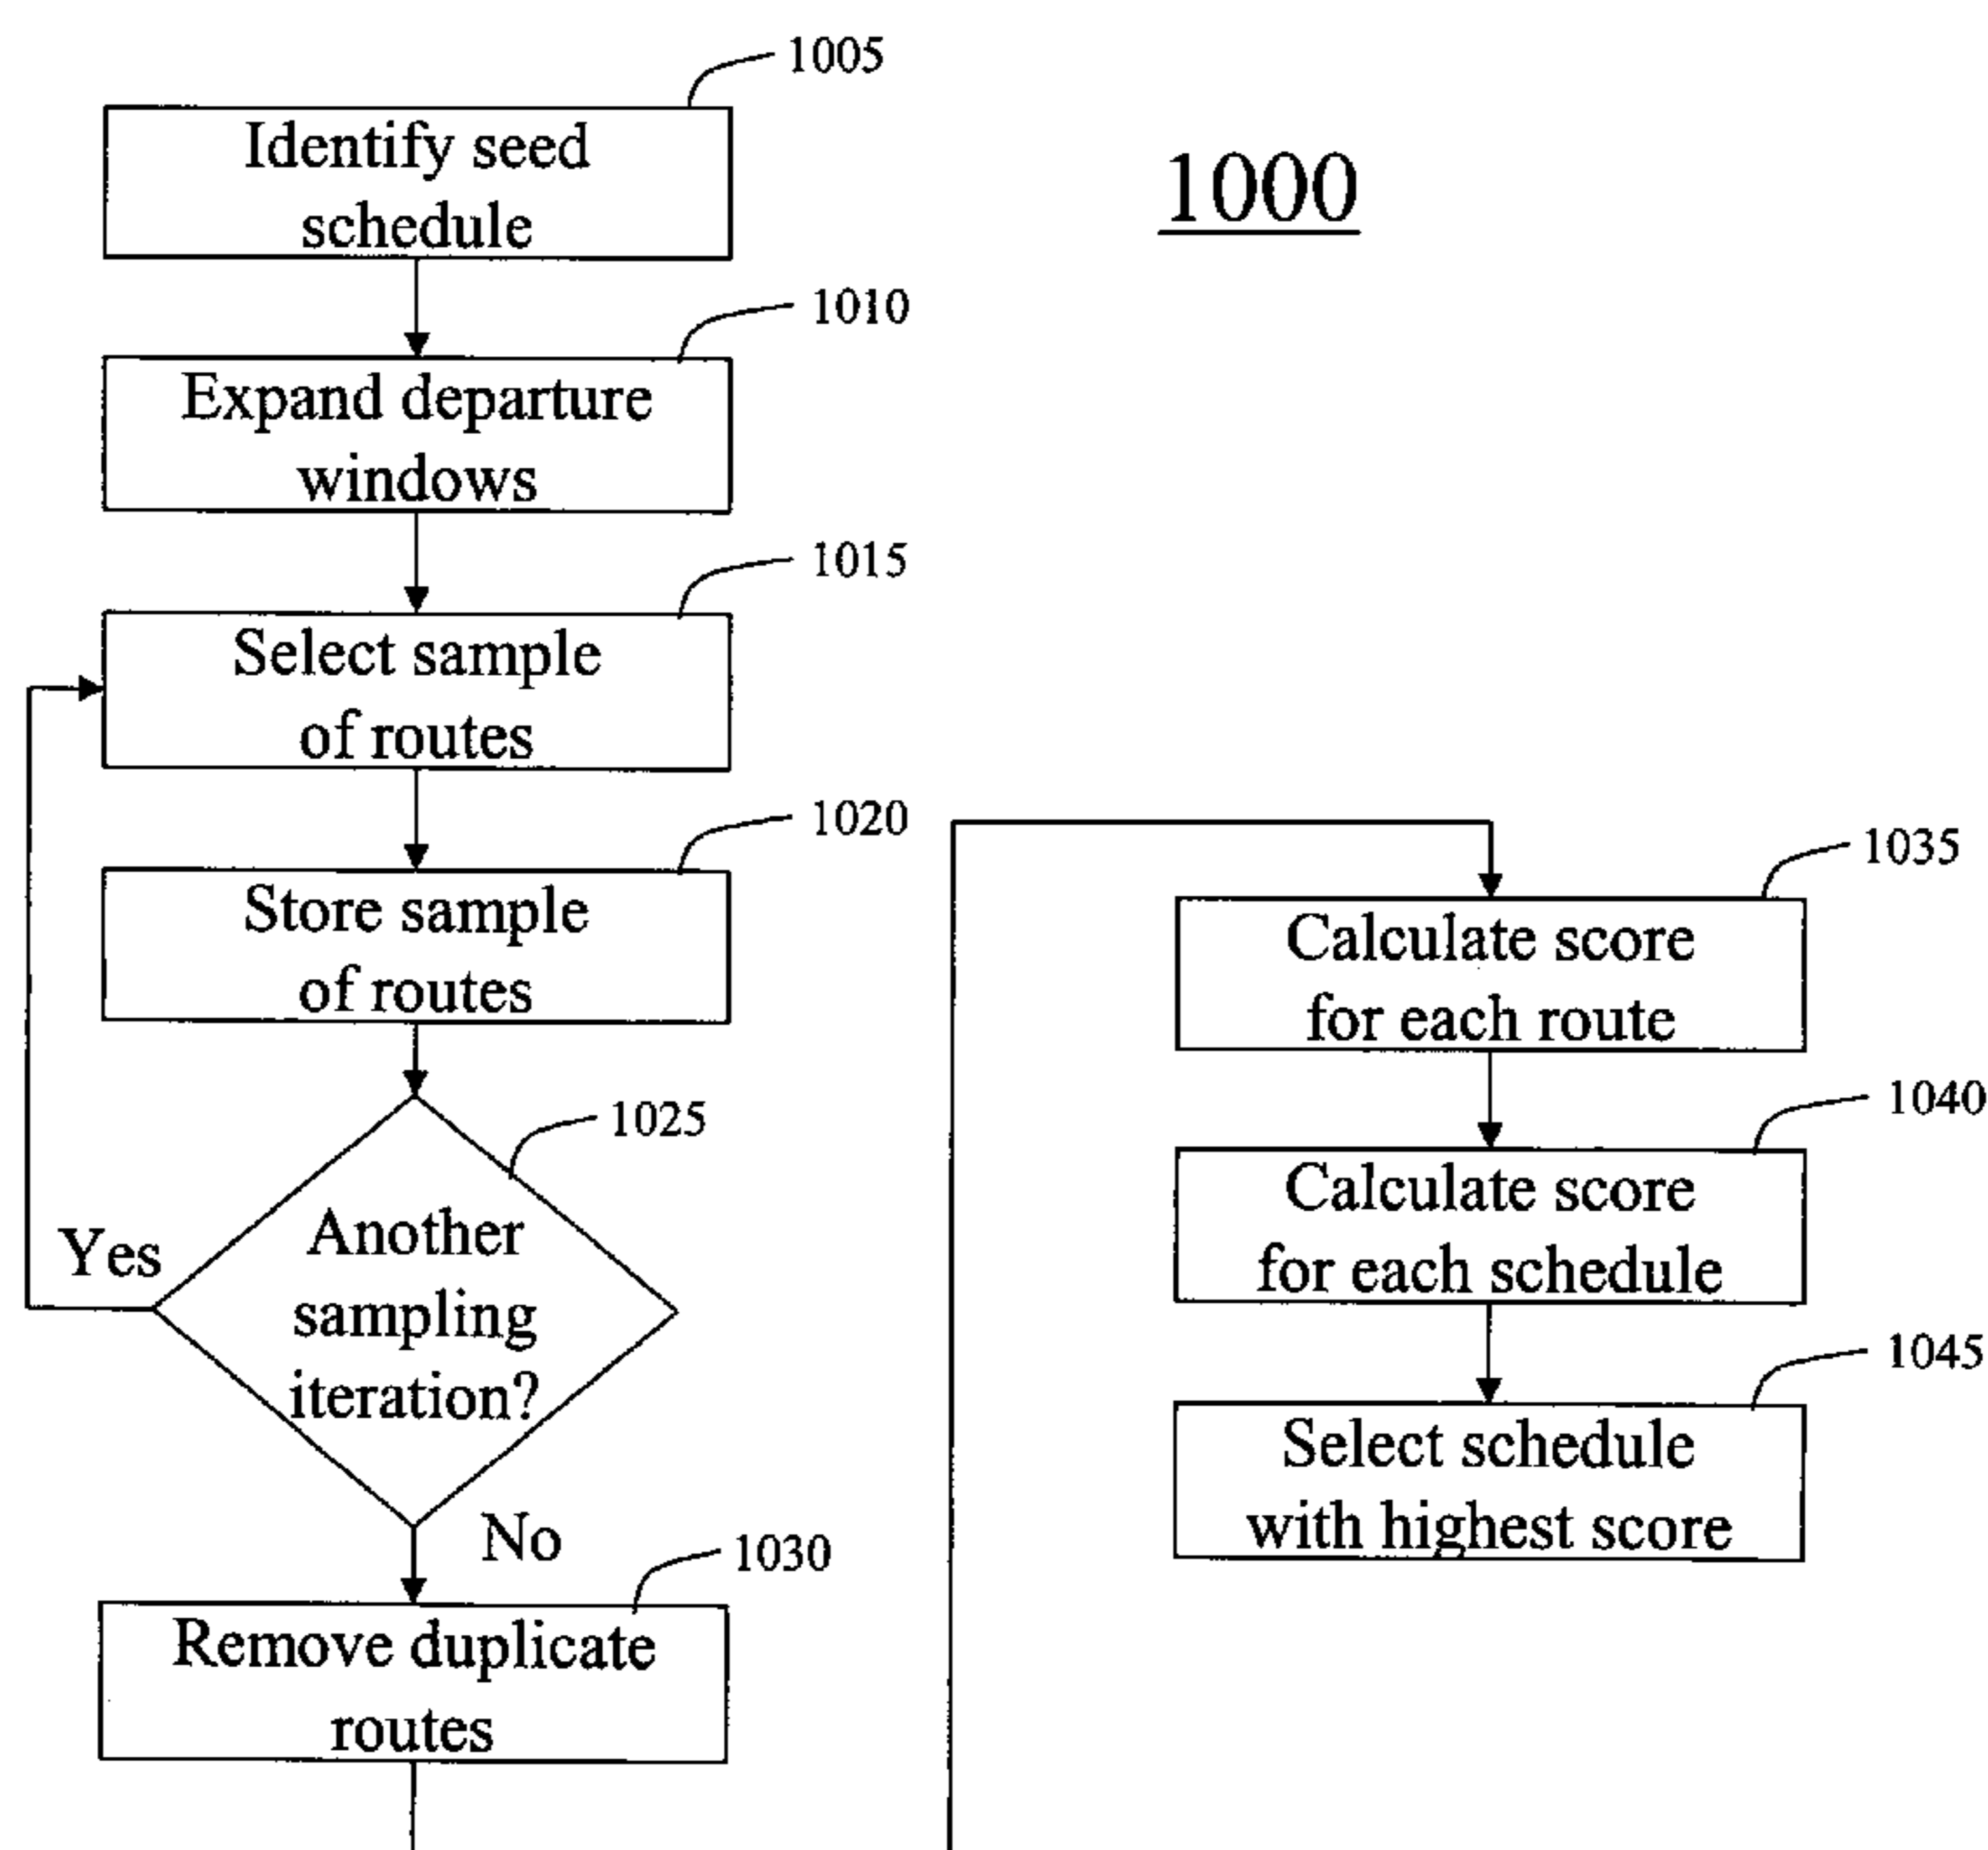 1005
Identify seed
schedule
1000
1010
Expand departure
windows
1015
Select sample
of routes
1020
Store sample
of routes
1025
Another
sampling
iteration?
Yes
No
1030
Remove duplicate
routes
1035
Calculate score
for each route
1040
Calculate score
for each schedule
1045
Select schedule
with highest score